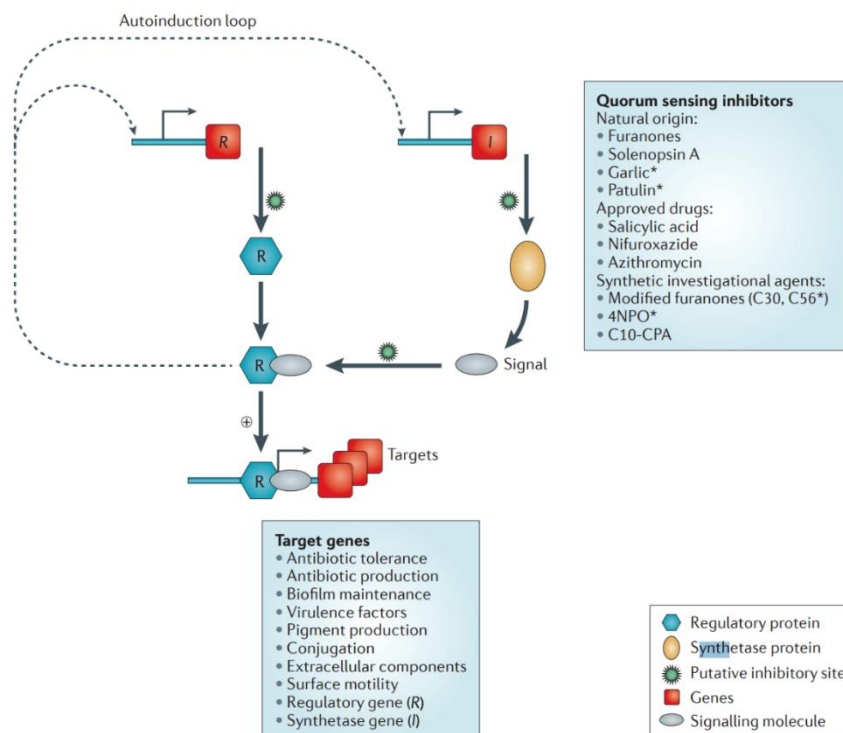 Autoinduction loop
R
I
Quorum sensing inhibitors
Natural origin:
• Furanones
• Solenopsin A
• Garlic*
• Patulin*
Approved drugs:
• Salicylic acid
• Nifuroxazide
• Azithromycin
Synthetic investigational agents:
• Modified furanones (C30, C56*)
• 4NPO*
• C10-CPA
R
R
Signal
⊕
R
Targets
Target genes
• Antibiotic tolerance
• Antibiotic production
• Biofilm maintenance
• Virulence factors
• Pigment production
• Conjugation
• Extracellular components
• Surface motility
• Regulatory gene (R)
• Synthetase gene (I)
Regulatory protein
Synthetase protein
Putative inhibitory site
Genes
Signalling molecule